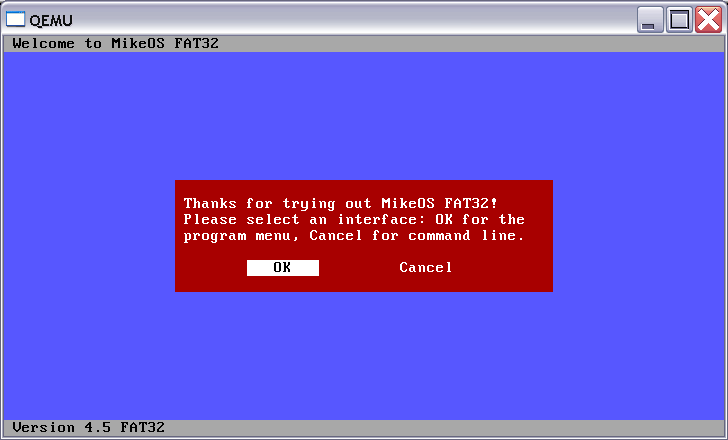 QEMU
Welcome to MikeOS FAT32
Thanks for trying out MikeOS FAT32!
Please select an interface: OK for the
program menu, Cancel for command line.
OK Cancel
Version 4.5 FAT32